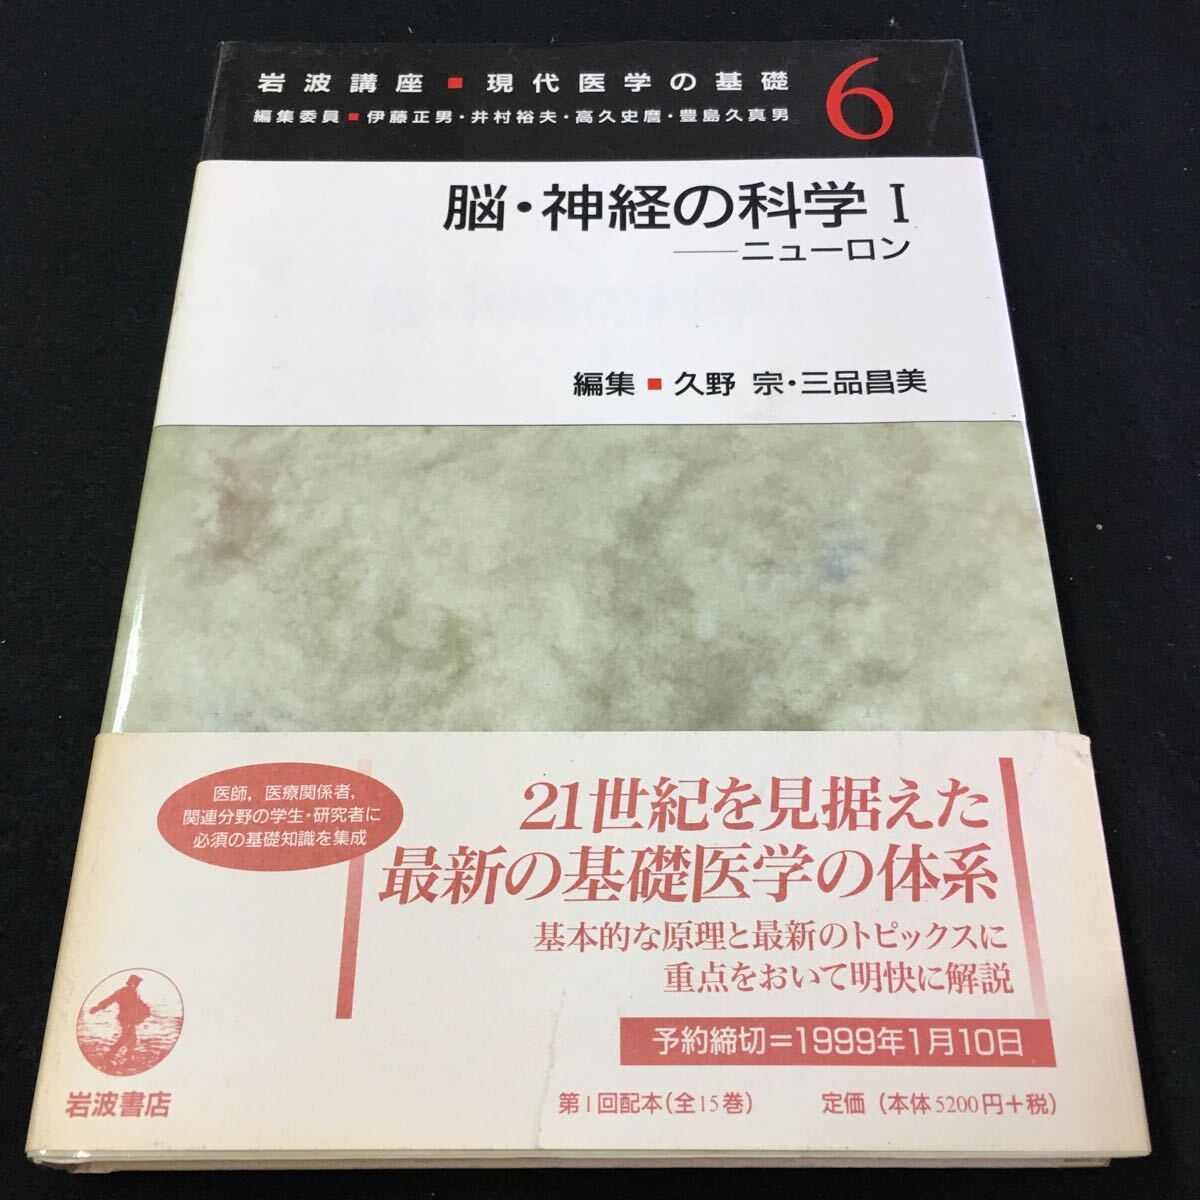 岩波講座■現代医学の基礎
6
編集委員■伊藤正男・井村裕夫・高久史麿・豊島久真男
脳・神経の科学 I
——ニューロン
編集■久野 宗・三品昌美
医師，医療関係者，
関連分野の学生・研究者に
必須の基礎知識を集成
21世紀を見据えた
最新の基礎医学の体系
基本的な原理と最新のトピックスに
重点をおいて明快に解説
予約締切＝1999年1月10日
岩波書店
第1回配本（全15巻）
定価（本体5200円＋税）